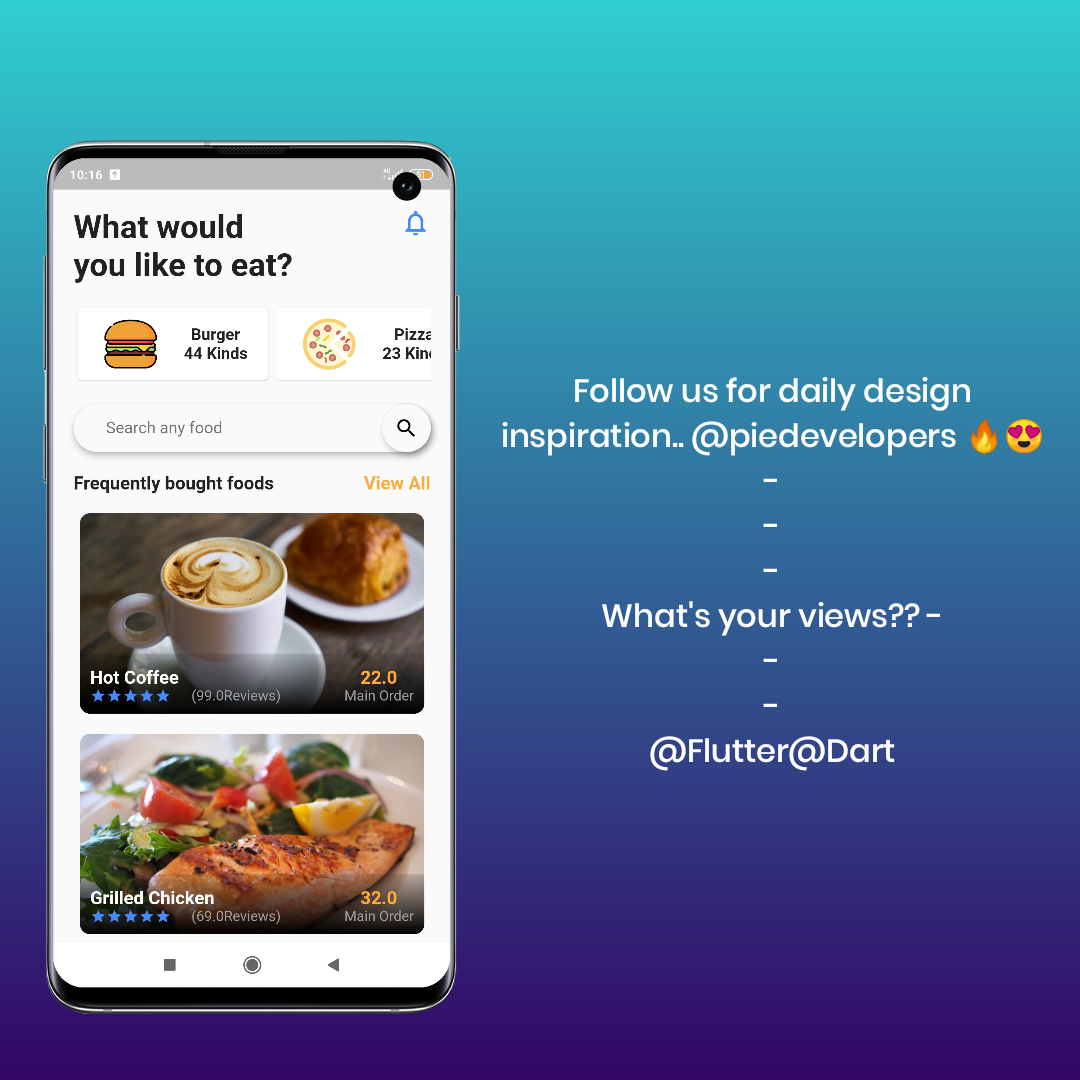 10:16
4G
51
What would
you like to eat?
Burger
44 Kinds
Pizza
23 Kin
Search any food
Frequently bought foods
View All
Hot Coffee
22.0
(99.0Reviews)
Main Order
Grilled Chicken
32.0
(69.0Reviews)
Main Order
Follow us for daily design
inspiration.. @piedevelopers 🔥😍
-
-
-
What's your views?? -
-
-
@Flutter@Dart